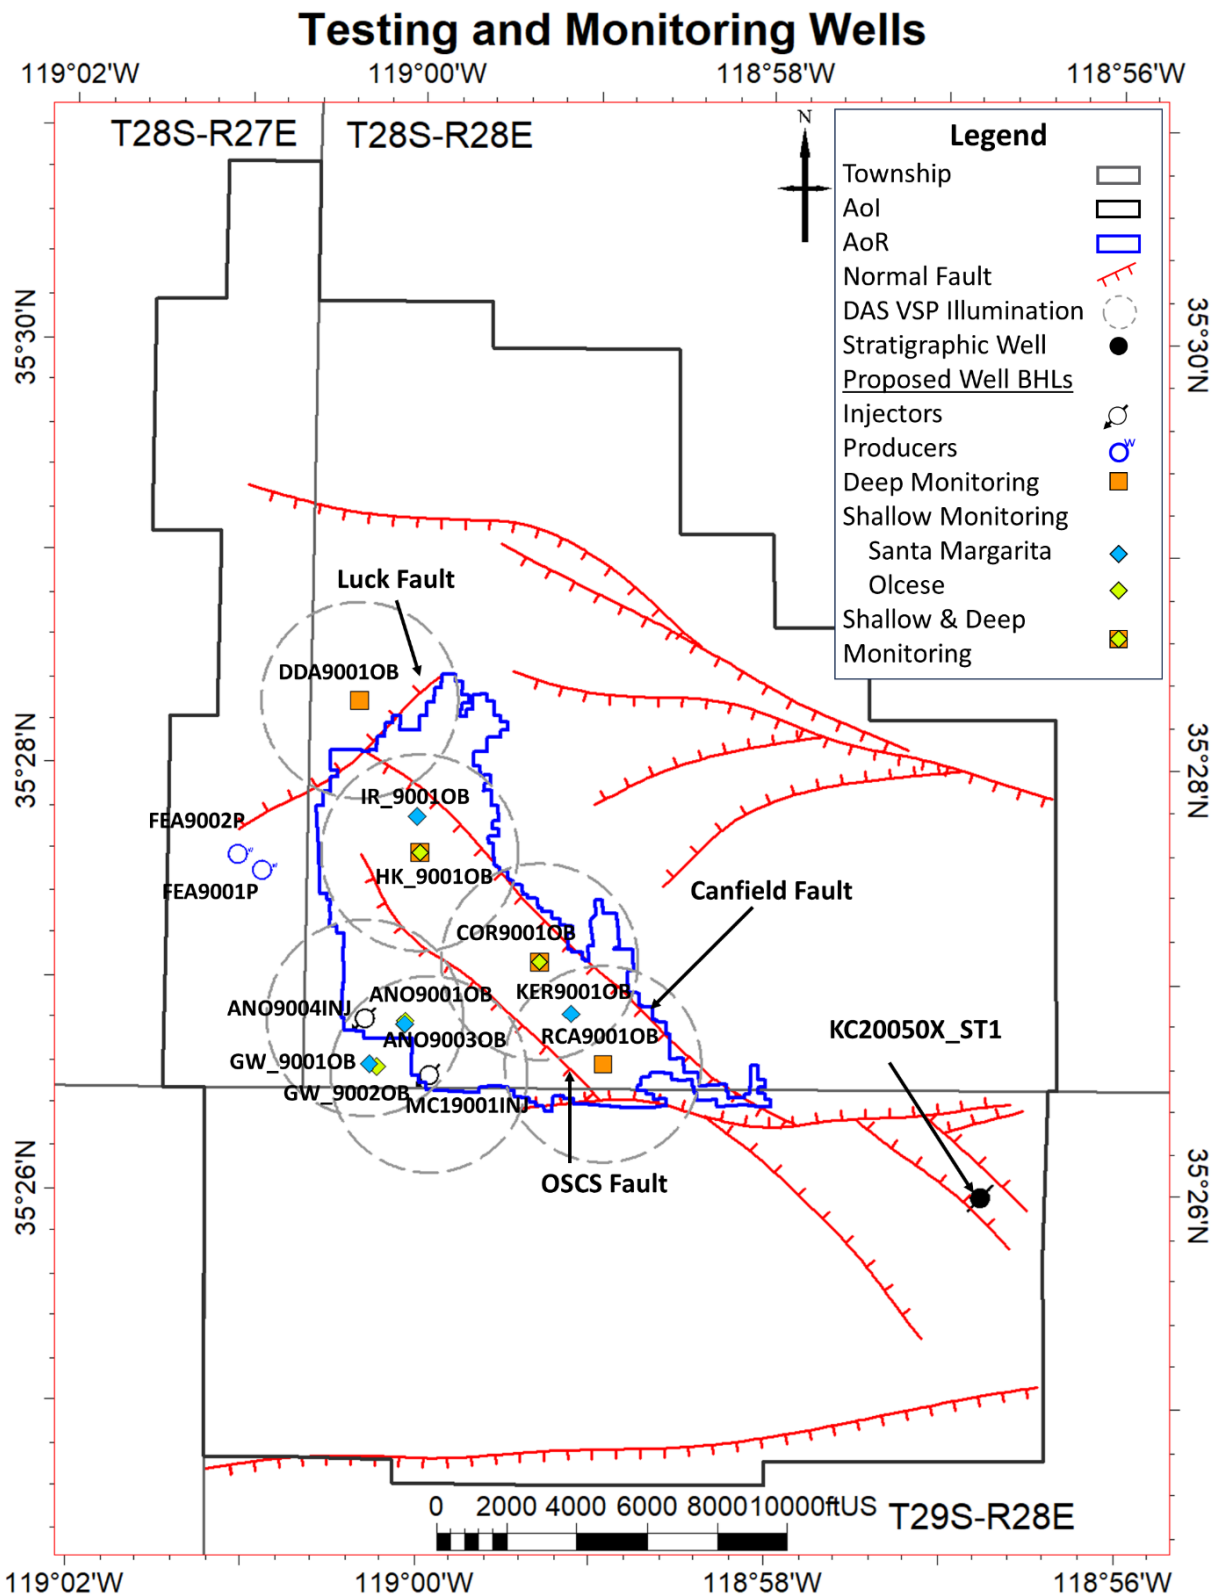 Testing and Monitoring Wells
119°02'W
119°00'W
118°58'W
118°56'W
T28S-R27E
T28S-R28E
N
Legend
Township
AoI
AoR
Normal Fault
DAS VSP Illumination
Stratigraphic Well
Proposed Well BHLs
Injectors
Producers
W
Deep Monitoring
Shallow Monitoring
Santa Margarita
Olcese
Shallow & Deep
Monitoring
35°30'N
35°30'N
Luck Fault
DDA9001OB
35°28'N
35°28'N
IR_9001OB
FEA9002P
W
W
FEA9001P
HK_9001OB
Canfield Fault
COR9001OB
ANO9001OB
KER9001OB
ANO9004INJ
ANO9003OB
RCA9001OB
KC20050X_ST1
GW_9001OB
GW_9002OB
MC19001INJ
OSCS Fault
35°26'N
35°26'N
0 2000 4000 6000 8000 10000ftUS
T29S-R28E
119°02'W
119°00'W
118°58'W
118°56'W